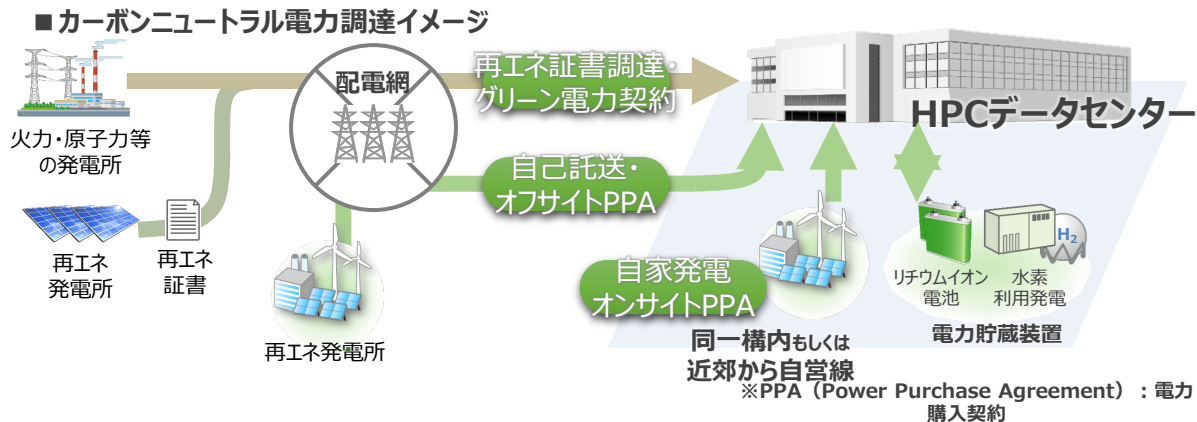 ■カーボンニュートラル電力調達イメージ
火力・原子力等
の発電所
再エネ
発電所
再エネ
証書
配電網
再エネ証書調達・
グリーン電力契約
自己託送・
オフサイトPPA
再エネ発電所
自家発電
オンサイトPPA
同一構内もしくは
近郊から自営線
HPCデータセンター
H₂
リチウムイオン
電池
水素
利用発電
電力貯蔵装置
※PPA（Power Purchase Agreement）：電力
購入契約